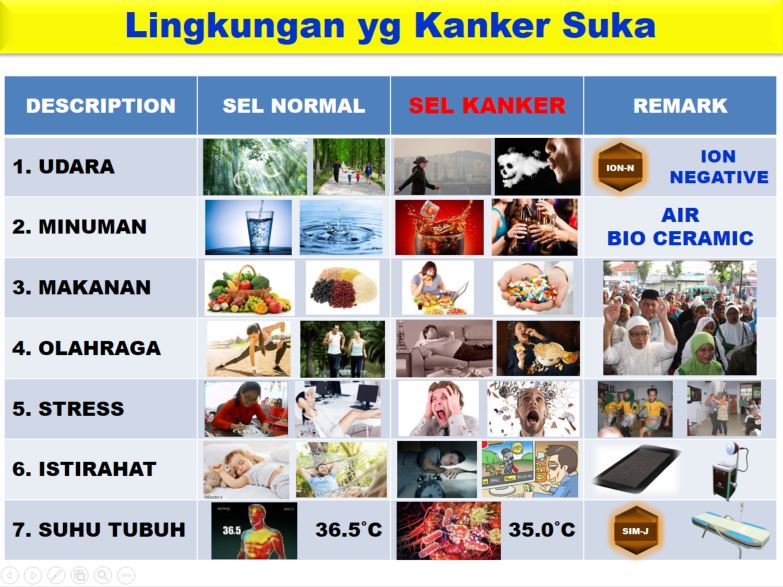 Lingkungan yg Kanker Suka
DESCRIPTION SEL NORMAL SEL KANKER REMARK
1. UDARA ION-N ION
NEGATIVE
2. MINUMAN AIR
BIO CERAMIC
3. MAKANAN
4. OLAHRAGA
5. STRESS
6. ISTIRAHAT
7. SUHU TUBUH 36.5 36.5°C 35.0°C SIM-J